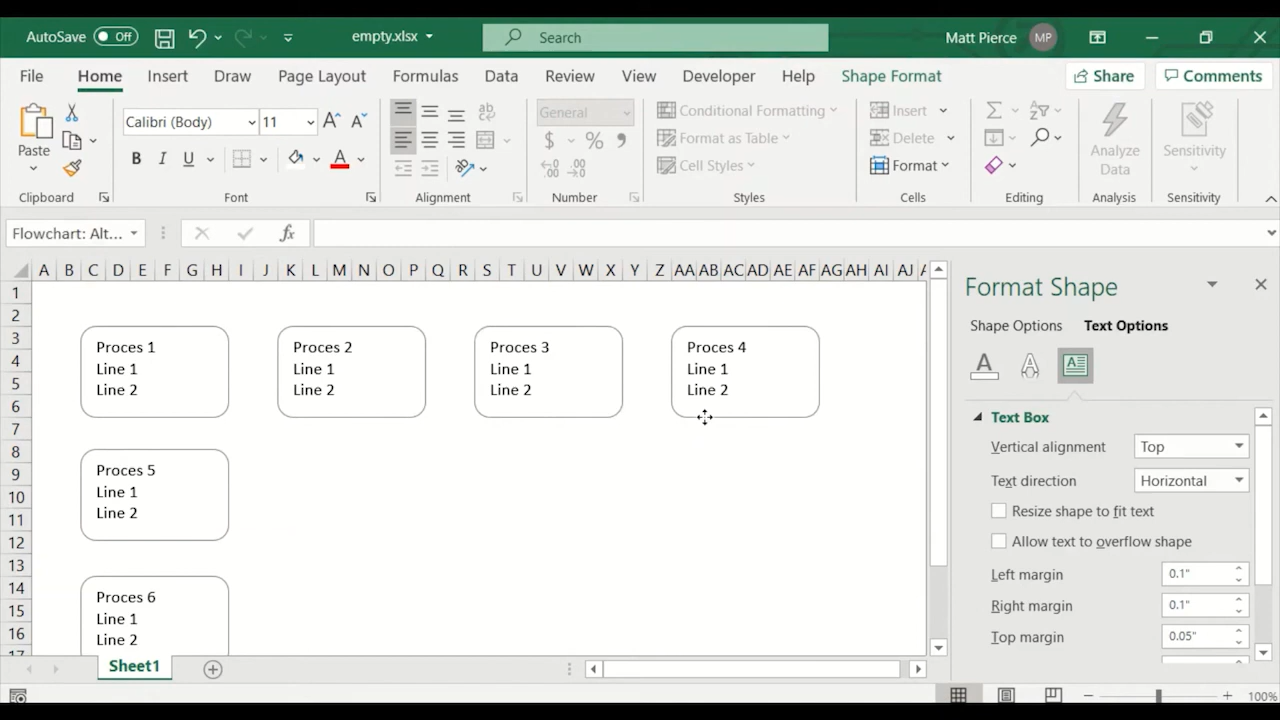 AutoSave Off empty.xlsx Search Matt Pierce MP
File Home Insert Draw Page Layout Formulas Data Review View Developer Help Shape Format Share Comments
Paste
Calibri (Body) 11
B I U A
General
$ % 9
Conditional Formatting
Format as Table
Cell Styles
Insert
Delete
Format
Analyze
Data
Sensitivity
Clipboard Font Alignment Number Styles Cells Editing Analysis Sensitivity
Flowchart: Alt... fx
A B C D E F G H I J K L M N O P Q R S T U V W X Y Z AA AB AC AD AE AF AG AH AI AJ
1
2
3
4
5
6
7
8
9
10
11
12
13
14
15
16
17
Proces 1
Line 1
Line 2
Proces 2
Line 1
Line 2
Proces 3
Line 1
Line 2
Proces 4
Line 1
Line 2
Proces 5
Line 1
Line 2
Proces 6
Line 1
Line 2
Format Shape
Shape Options Text Options
Text Box
Vertical alignment Top
Text direction Horizontal
Resize shape to fit text
Allow text to overflow shape
Left margin 0.1"
Right margin 0.1"
Top margin 0.05"
Sheet1
100%